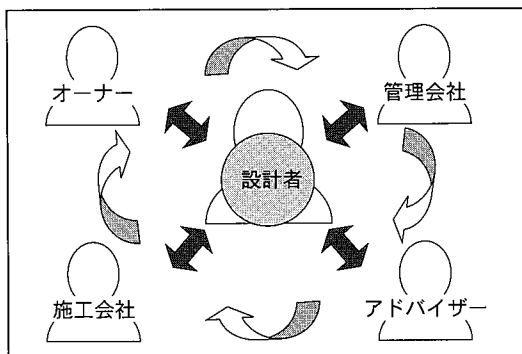 オーナー
管理会社
設計者
施工会社
アドバイザー